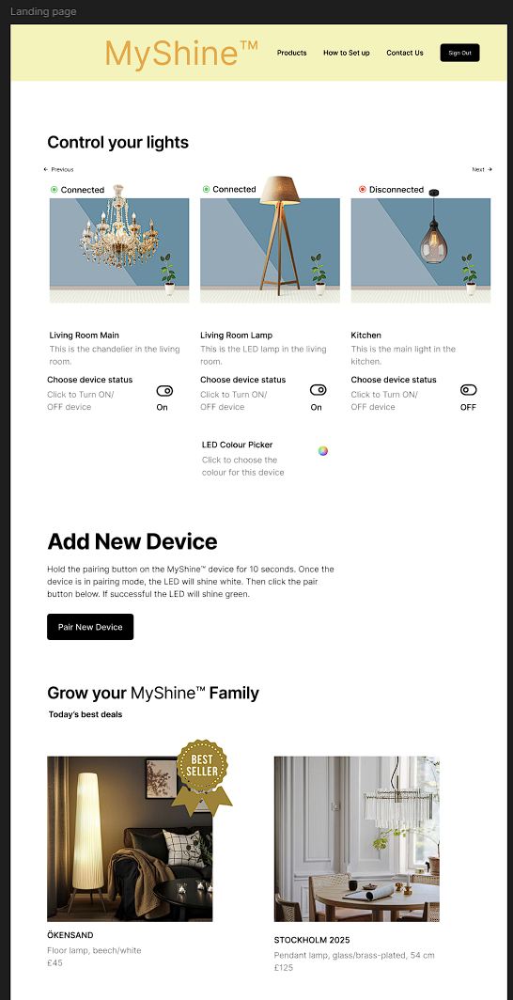 Landing page
MyShine™
Products
How to Set up
Contact Us
Sign Out
Control your lights
← Previous
Next →
Connected
Connected
Disconnected
Living Room Main
This is the chandelier in the living
room.
Choose device status
Click to Turn ON/
OFF device
On
Living Room Lamp
This is the LED lamp in the living
room.
Choose device status
Click to Turn ON/
OFF device
On
LED Colour Picker
Click to choose the
colour for this device
Kitchen
This is the main light in the
kitchen.
Choose device status
Click to Turn ON/
OFF device
OFF
Add New Device
Hold the pairing button on the MyShine™ device for 10 seconds. Once the
device is in pairing mode, the LED will shine white. Then click the pair
button below. If successful the LED will shine green.
Pair New Device
Grow your MyShine™ Family
Today's best deals
BEST
SELLER
ÖKENSAND
Floor lamp, beech/white
£45
STOCKHOLM 2025
Pendant lamp, glass/brass-plated, 54 cm
£125